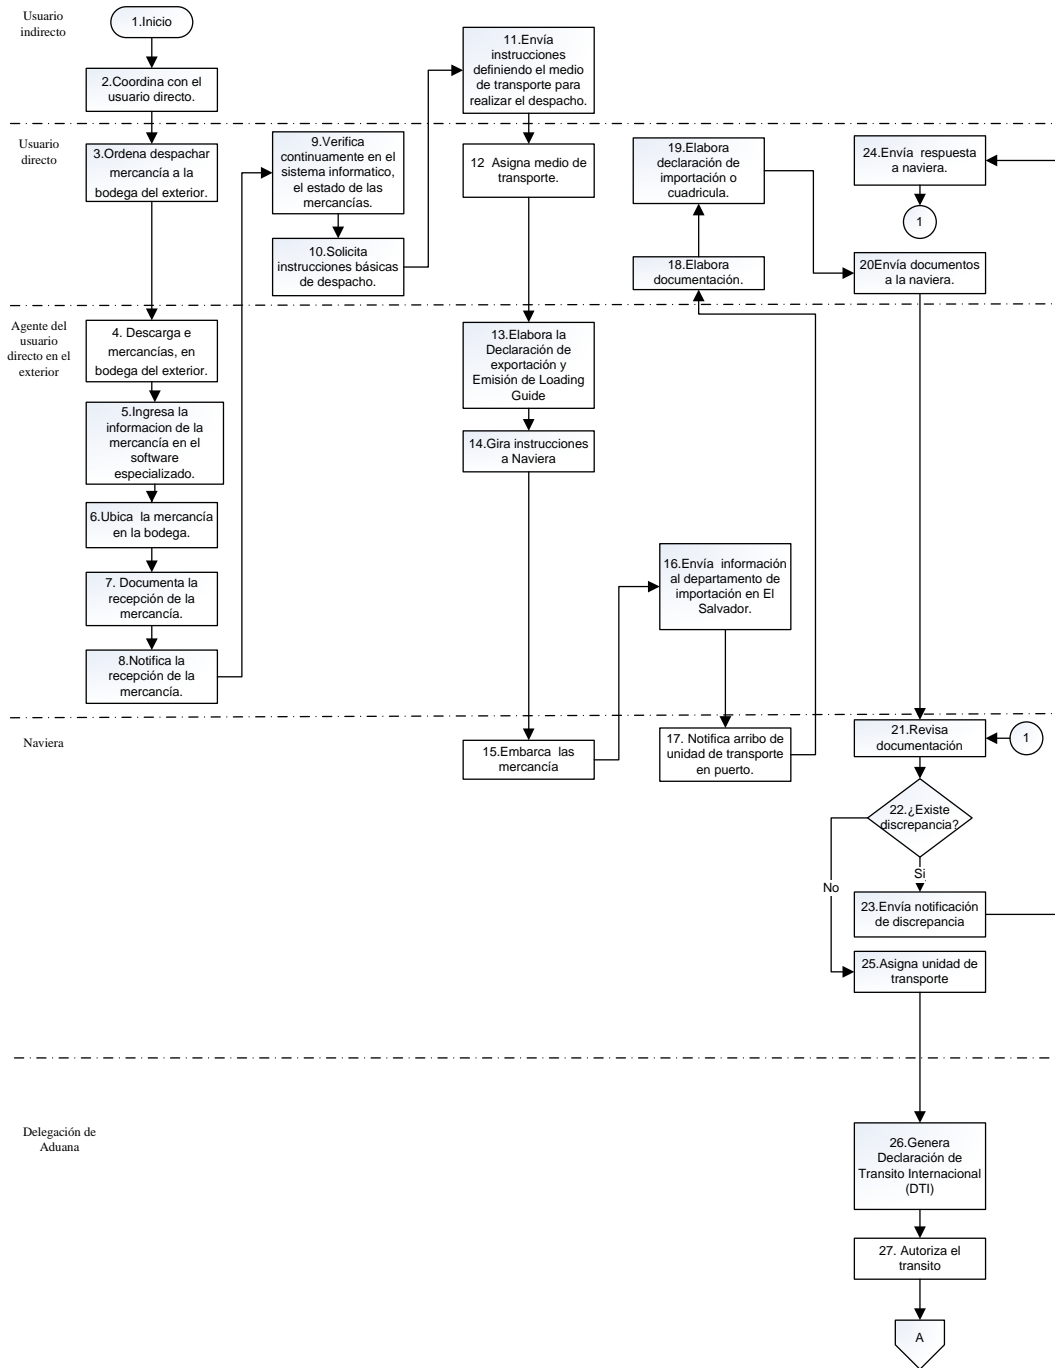 Usuario
indirecto
1.Inicio
2.Coordina con el
usuario directo.
11.Envía
instrucciones
definiendo el medio
de transporte para
realizar el despacho.
Usuario
directo
3.Ordena despachar
mercancía a la
bodega del exterior.
9.Verifica
continuamente en el
sistema informatico,
el estado de las
mercancías.
10.Solicita
instrucciones básicas
de despacho.
12 Asigna medio de
transporte.
19.Elabora
declaración de
importación o
cuadricula.
18.Elabora
documentación.
24.Envía respuesta
a naviera.
1
20Envía documentos
a la naviera.
Agente del
usuario
directo en el
exterior
4. Descarga e
mercancías, en
bodega del exterior.
5.Ingresa la
informacion de la
mercancía en el
software
especializado.
6.Ubica la mercancía
en la bodega.
7. Documenta la
recepción de la
mercancía.
8.Notifica la
recepción de la
mercancía.
13.Elabora la
Declaración de
exportación y
Emisión de Loading
Guide
14.Gira instrucciones
a Naviera
16.Envía información
al departamento de
importación en El
Salvador.
Naviera
15.Embarca las
mercancía
17. Notifica arribo de
unidad de transporte
en puerto.
21.Revisa
documentación
1
22.¿Existe
discrepancia?
Si
No
23.Envía notificación
de discrepancia
25.Asigna unidad de
transporte
Delegación de
Aduana
26.Genera
Declaración de
Transito Internacional
(DTI)
27. Autoriza el
transito
A